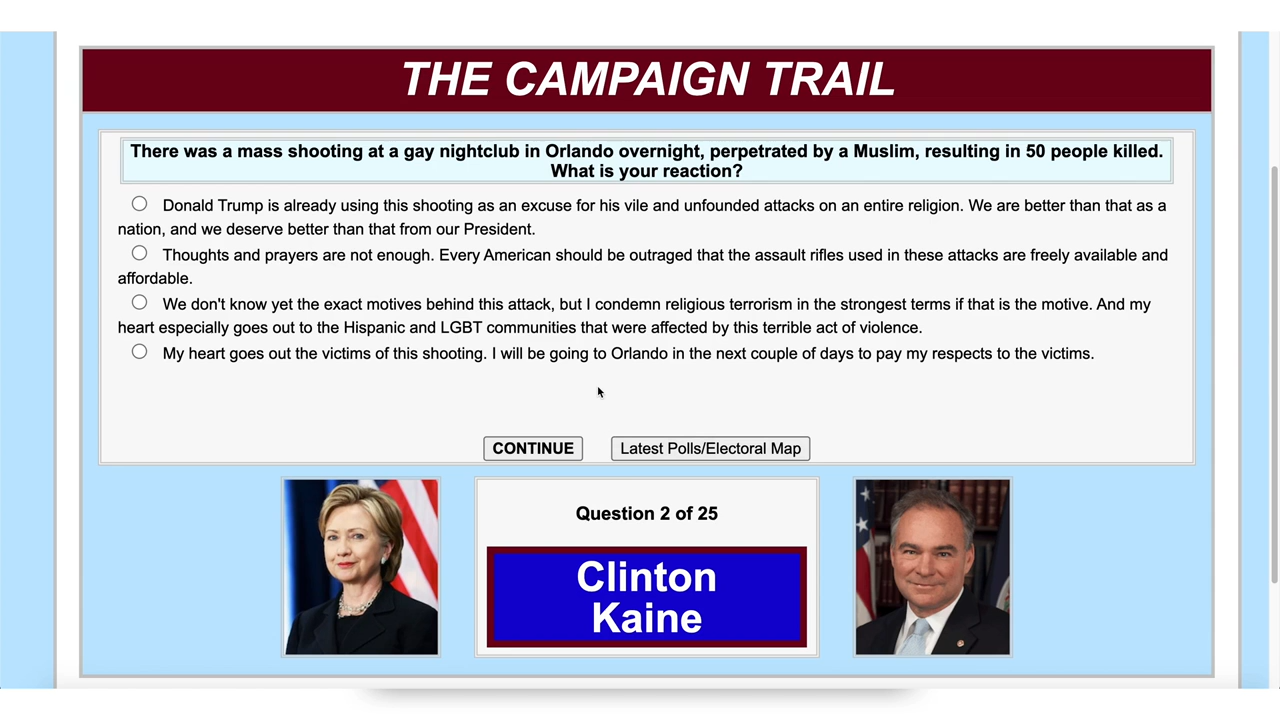 THE CAMPAIGN TRAIL
There was a mass shooting at a gay nightclub in Orlando overnight, perpetrated by a Muslim, resulting in 50 people killed.
What is your reaction?
Donald Trump is already using this shooting as an excuse for his vile and unfounded attacks on an entire religion. We are better than that as a
nation, and we deserve better than that from our President.
Thoughts and prayers are not enough. Every American should be outraged that the assault rifles used in these attacks are freely available and
affordable.
We don't know yet the exact motives behind this attack, but I condemn religious terrorism in the strongest terms if that is the motive. And my
heart especially goes out to the Hispanic and LGBT communities that were affected by this terrible act of violence.
My heart goes out the victims of this shooting. I will be going to Orlando in the next couple of days to pay my respects to the victims.
CONTINUE
Latest Polls/Electoral Map
Question 2 of 25
Clinton
Kaine